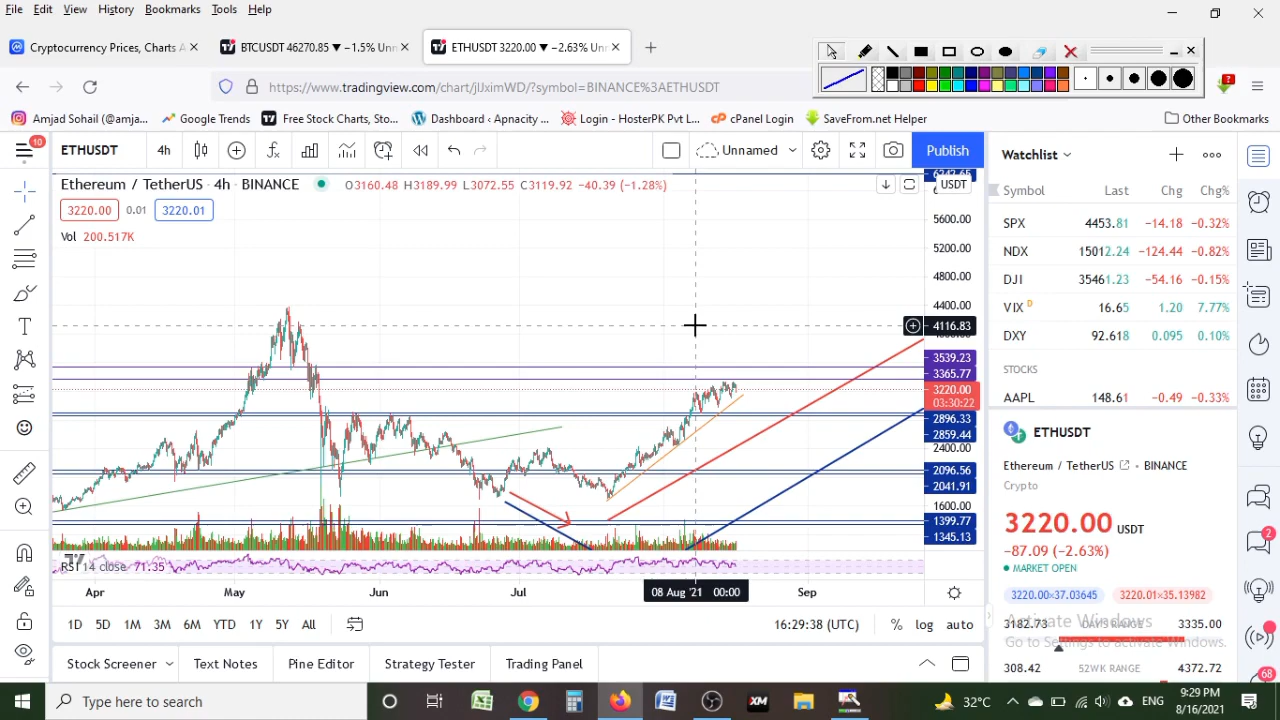 File Edit View History Bookmarks Tools Help
Cryptocurrency Prices, Charts A
BTCUSDT 46270.85 ▼ −1.5% Unn
ETHUSDT 3220.00 ▼ −2.63% Unn
www.tradingview.com/chart/jIJximWD/?symbol=BINANCE%3AETHUSDT
Amjad Sohail (@amja... Google Trends Free Stock Charts, Sto... Dashboard ‹ Apnacity ... Login - HosterPK Pvt L... cPanel Login SaveFrom.net Helper Other Bookmarks
10
ETHUSDT 4h Unnamed Publish
Ethereum / TetherUS · 4h · BINANCE O3160.48 H3189.99 L3072.55 C3119.92 −40.39 (−1.28%) USDT
3220.00 0.01 3220.01
Vol 200.517K
6242.65
5600.00
5200.00
4800.00
4400.00
4116.83
3539.23
3365.77
3220.00
03:30:22
2896.33
2859.44
2400.00
2096.56
2041.91
1600.00
1399.77
1345.13
RSI 14 Close 71.35
Apr May Jun Jul 08 Aug '21 00:00 Sep
1D 5D 1M 3M 6M YTD 1Y 5Y All 16:29:38 (UTC) % log auto
Stock Screener Text Notes Pine Editor Strategy Tester Trading Panel
Watchlist
Symbol Last Chg Chg%
SPX 4453.81 −14.18 −0.32%
NDX 15012.24 −124.44 −0.82%
DJI 35461.23 −54.16 −0.15%
VIX D 16.65 1.20 7.77%
DXY 92.618 0.095 0.10%
STOCKS
AAPL 148.61 −0.49 −0.33%
ETHUSDT
Ethereum / TetherUS • BINANCE
Crypto
3220.00 USDT
−87.09 (−2.63%)
MARKET OPEN
3220.00×37.03645 3220.01×35.13982
3182.73 DAY'S RANGE 3335.00
Activate Windows
Go to Settings to activate Windows.
308.42 52WK RANGE 4372.72
2
68
Type here to search
XM
32°C
ENG
9:29 PM
8/16/2021